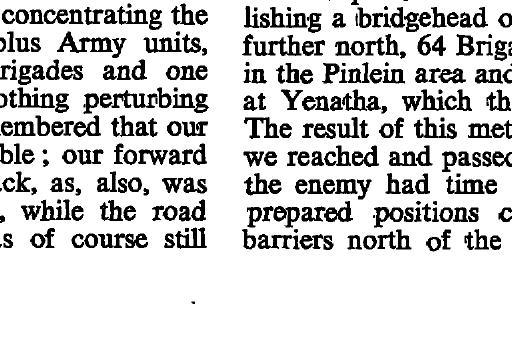 concentrating the
plus Army units,
rigades and one
othing perturbing
embered that our
ble ; our forward
ck, as, also, was
, while the road
s of course still
lishing a bridgehead o
further north, 64 Briga
in the Pinlein area and
at Yenatha, which th
The result of this met
we reached and passed
the enemy had time
prepared positions c
barriers north of the